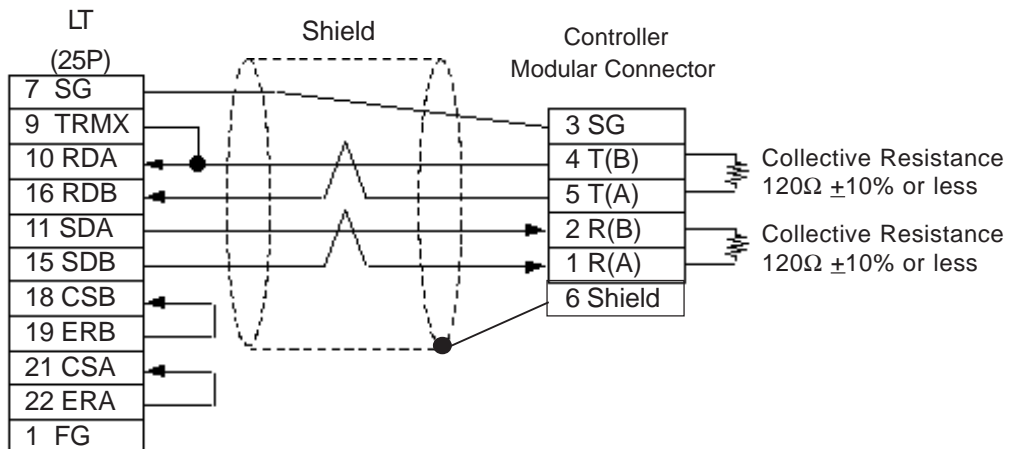 LT
(25P)
7 SG
9 TRMX
10 RDA
16 RDB
11 SDA
15 SDB
18 CSB
19 ERB
21 CSA
22 ERA
1 FG
Shield
Controller
Modular Connector
3 SG
4 T(B)
5 T(A)
2 R(B)
1 R(A)
6 Shield
Collective Resistance
120Ω ±10% or less
Collective Resistance
120Ω ±10% or less